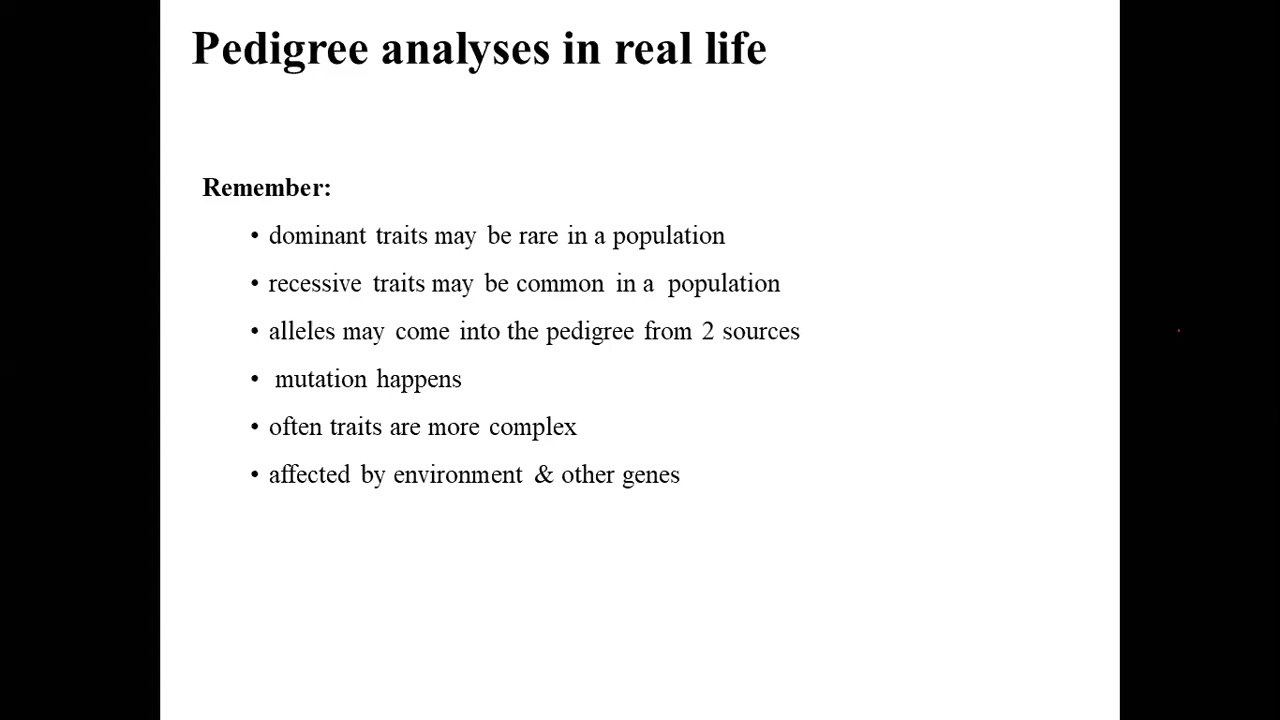 Pedigree analyses in real life
Remember:
• dominant traits may be rare in a population
• recessive traits may be common in a population
• alleles may come into the pedigree from 2 sources
• mutation happens
• often traits are more complex
• affected by environment & other genes